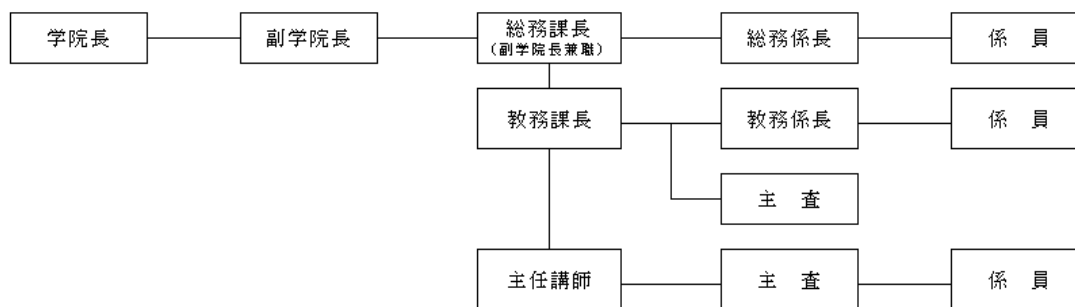 学院長
副学院長
総務課長
(副学院長兼職)
総務係長
係　員
教務課長
教務係長
係　員
主　査
主任講師
主　査
係　員